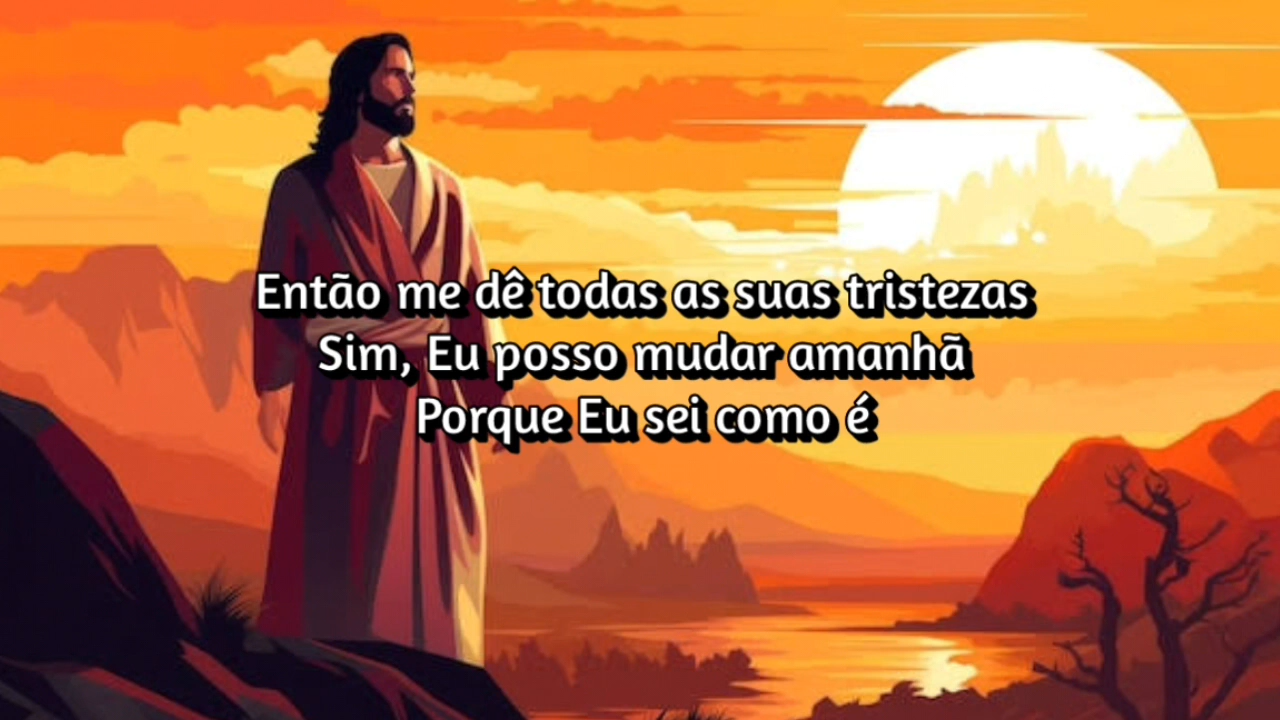 Então me dê todas as suas tristezas
Sim, Eu posso mudar amanhã
Porque Eu sei como é